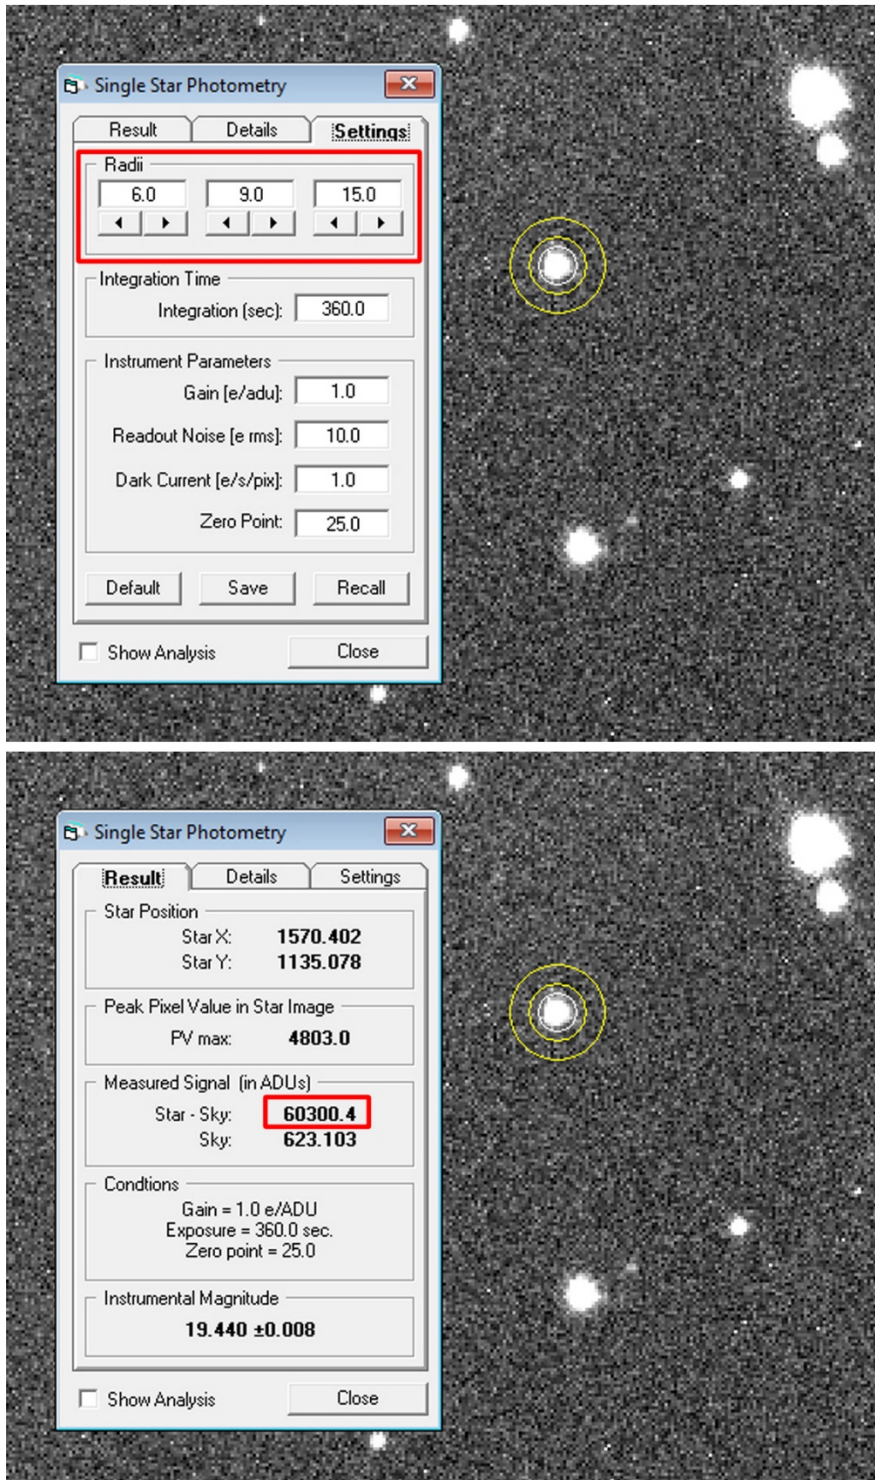 Single Star Photometry
Result Details Settings
Radii
6.0 9.0 15.0
Integration Time
Integration (sec): 360.0
Instrument Parameters
Gain [e/adu]: 1.0
Readout Noise [e rms]: 10.0
Dark Current [e/s/pix]: 1.0
Zero Point: 25.0
Default Save Recall
Show Analysis Close
Single Star Photometry
Result Details Settings
Star Position
Star X: 1570.402
Star Y: 1135.078
Peak Pixel Value in Star Image
PV max: 4803.0
Measured Signal (in ADUs)
Star - Sky: 60300.4
Sky: 623.103
Condtions
Gain = 1.0 e/ADU
Exposure = 360.0 sec.
Zero point = 25.0
Instrumental Magnitude
19.440 ±0.008
Show Analysis Close